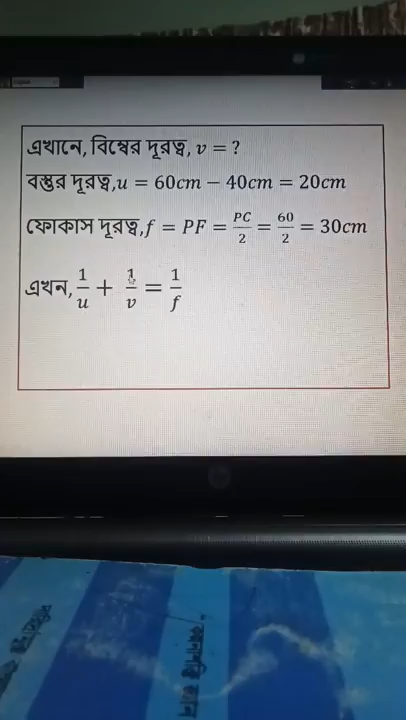 এখানে, বিম্বের দূরত্ব, v = ?
বস্তুর দূরত্ব,u = 60cm − 40cm = 20cm
ফোকাস দূরত্ব,f = PF = PC/2 = 60/2 = 30cm
এখন, 1/u + 1/v = 1/f